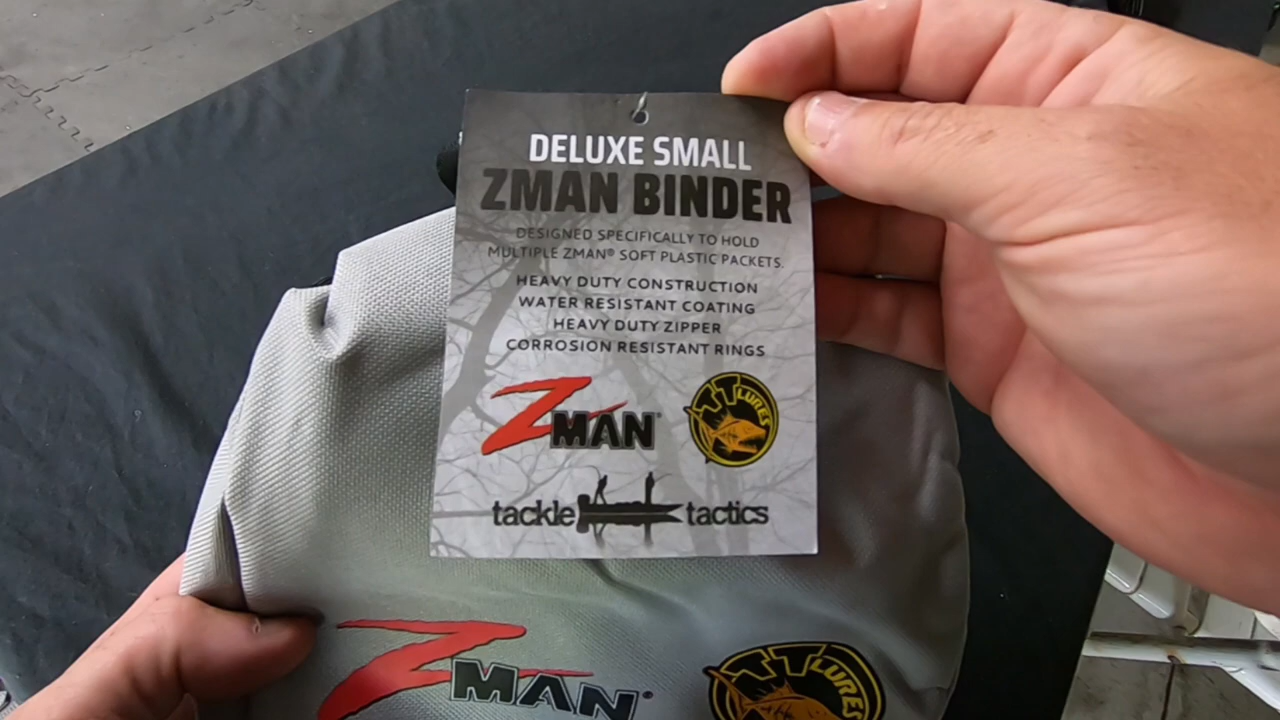 DELUXE SMALL
ZMAN BINDER
DESIGNED SPECIFICALLY TO HOLD
MULTIPLE ZMAN® SOFT PLASTIC PACKETS.
HEAVY DUTY CONSTRUCTION
WATER RESISTANT COATING
HEAVY DUTY ZIPPER
CORROSION RESISTANT RINGS
ZMAN®
TT LURES
tackle tactics
ZMAN®
TT LURES